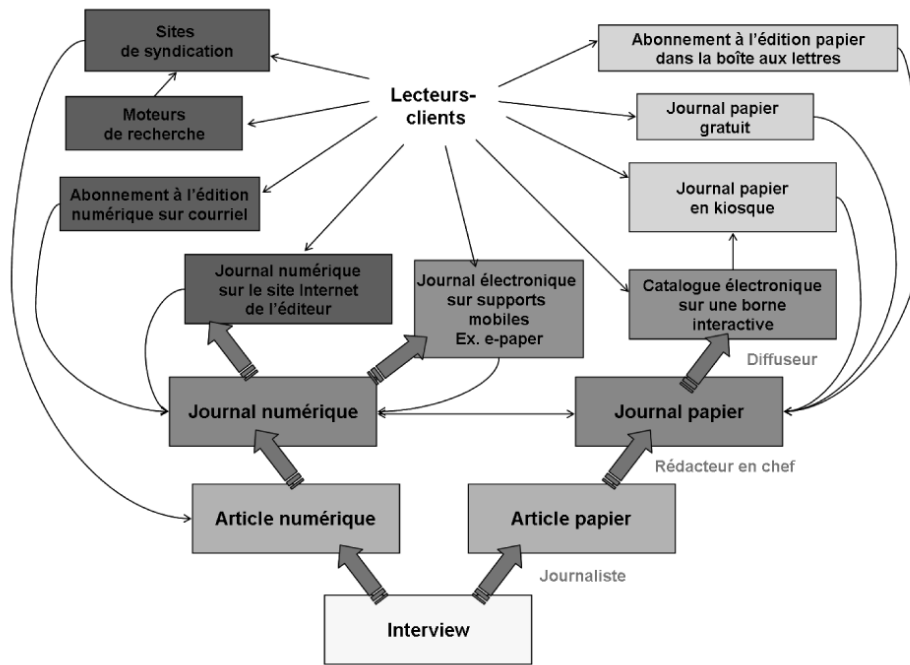 Sites
de syndication
Abonnement à l'édition papier
dans la boîte aux lettres
Lecteurs-
clients
Moteurs
de recherche
Journal papier
gratuit
Abonnement à l'édition
numérique sur courriel
Journal papier
en kiosque
Journal numérique
sur le site Internet
de l'éditeur
Journal électronique
sur supports
mobiles
Ex. e-paper
Catalogue électronique
sur une borne
interactive
Diffuseur
Journal numérique
Journal papier
Rédacteur en chef
Article numérique
Article papier
Journaliste
Interview